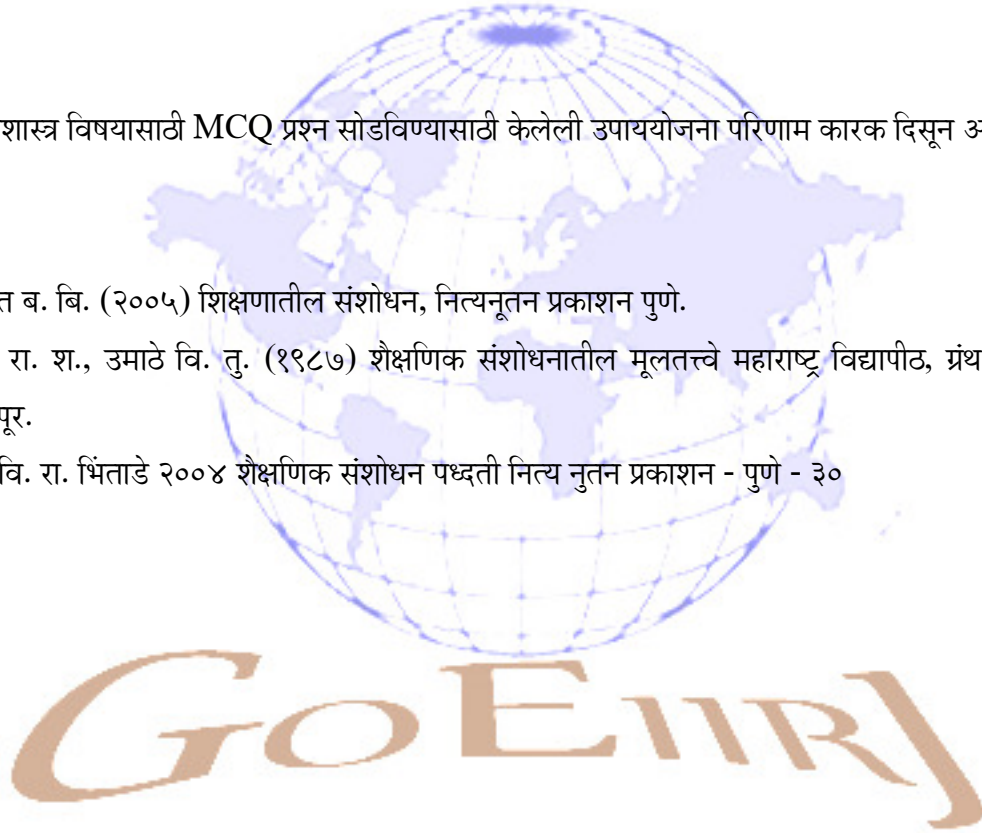 शास्त्र विषयासाठी MCQ प्रश्न सोडविण्यासाठी केलेली उपाययोजना परिणाम कारक दिसून
त ब. बि. (२००५) शिक्षणातील संशोधन, नित्यनूतन प्रकाशन पुणे.
रा. श., उमाठे वि. तु. (१९८७) शैक्षणिक संशोधनातील मूलतत्त्वे महाराष्ट्र विद्यापीठ, ग्रंथ
पूर.
वि. रा. भिंताडे २००४ शैक्षणिक संशोधन पध्दती नित्य नुतन प्रकाशन - पुणे - ३०
GOEIIRJ